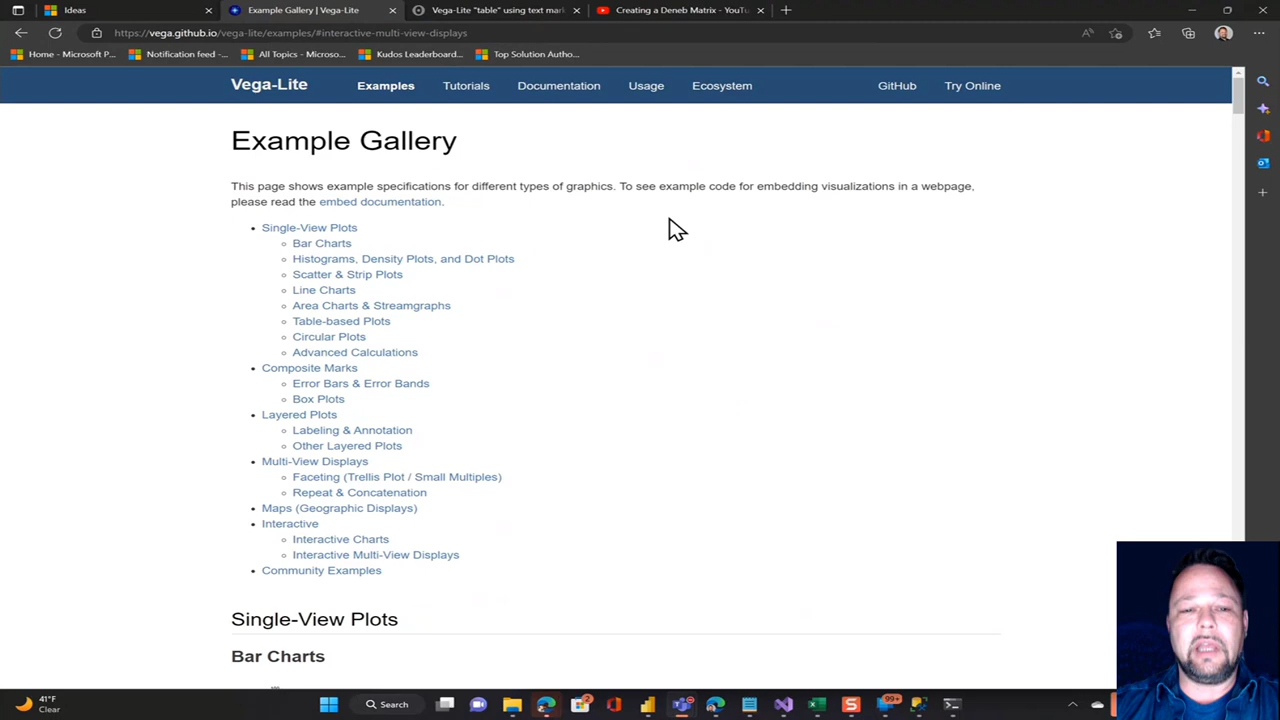 Ideas
Example Gallery | Vega-Lite
Vega-Lite "table" using text mar
Creating a Deneb Matrix - YouTu
https://vega.github.io/vega-lite/examples/#interactive-multi-view-displays
Home - Microsoft P...
Notification feed -...
All Topics - Microso...
Kudos Leaderboard...
Top Solution Autho...
Vega-Lite
Examples
Tutorials
Documentation
Usage
Ecosystem
GitHub
Try Online
Example Gallery
This page shows example specifications for different types of graphics. To see example code for embedding visualizations in a webpage,
please read the embed documentation.
Single-View Plots
Bar Charts
Histograms, Density Plots, and Dot Plots
Scatter & Strip Plots
Line Charts
Area Charts & Streamgraphs
Table-based Plots
Circular Plots
Advanced Calculations
Composite Marks
Error Bars & Error Bands
Box Plots
Layered Plots
Labeling & Annotation
Other Layered Plots
Multi-View Displays
Faceting (Trellis Plot / Small Multiples)
Repeat & Concatenation
Maps (Geographic Displays)
Interactive
Interactive Charts
Interactive Multi-View Displays
Community Examples
Single-View Plots
Bar Charts
41°F
Clear
Search
2
99+